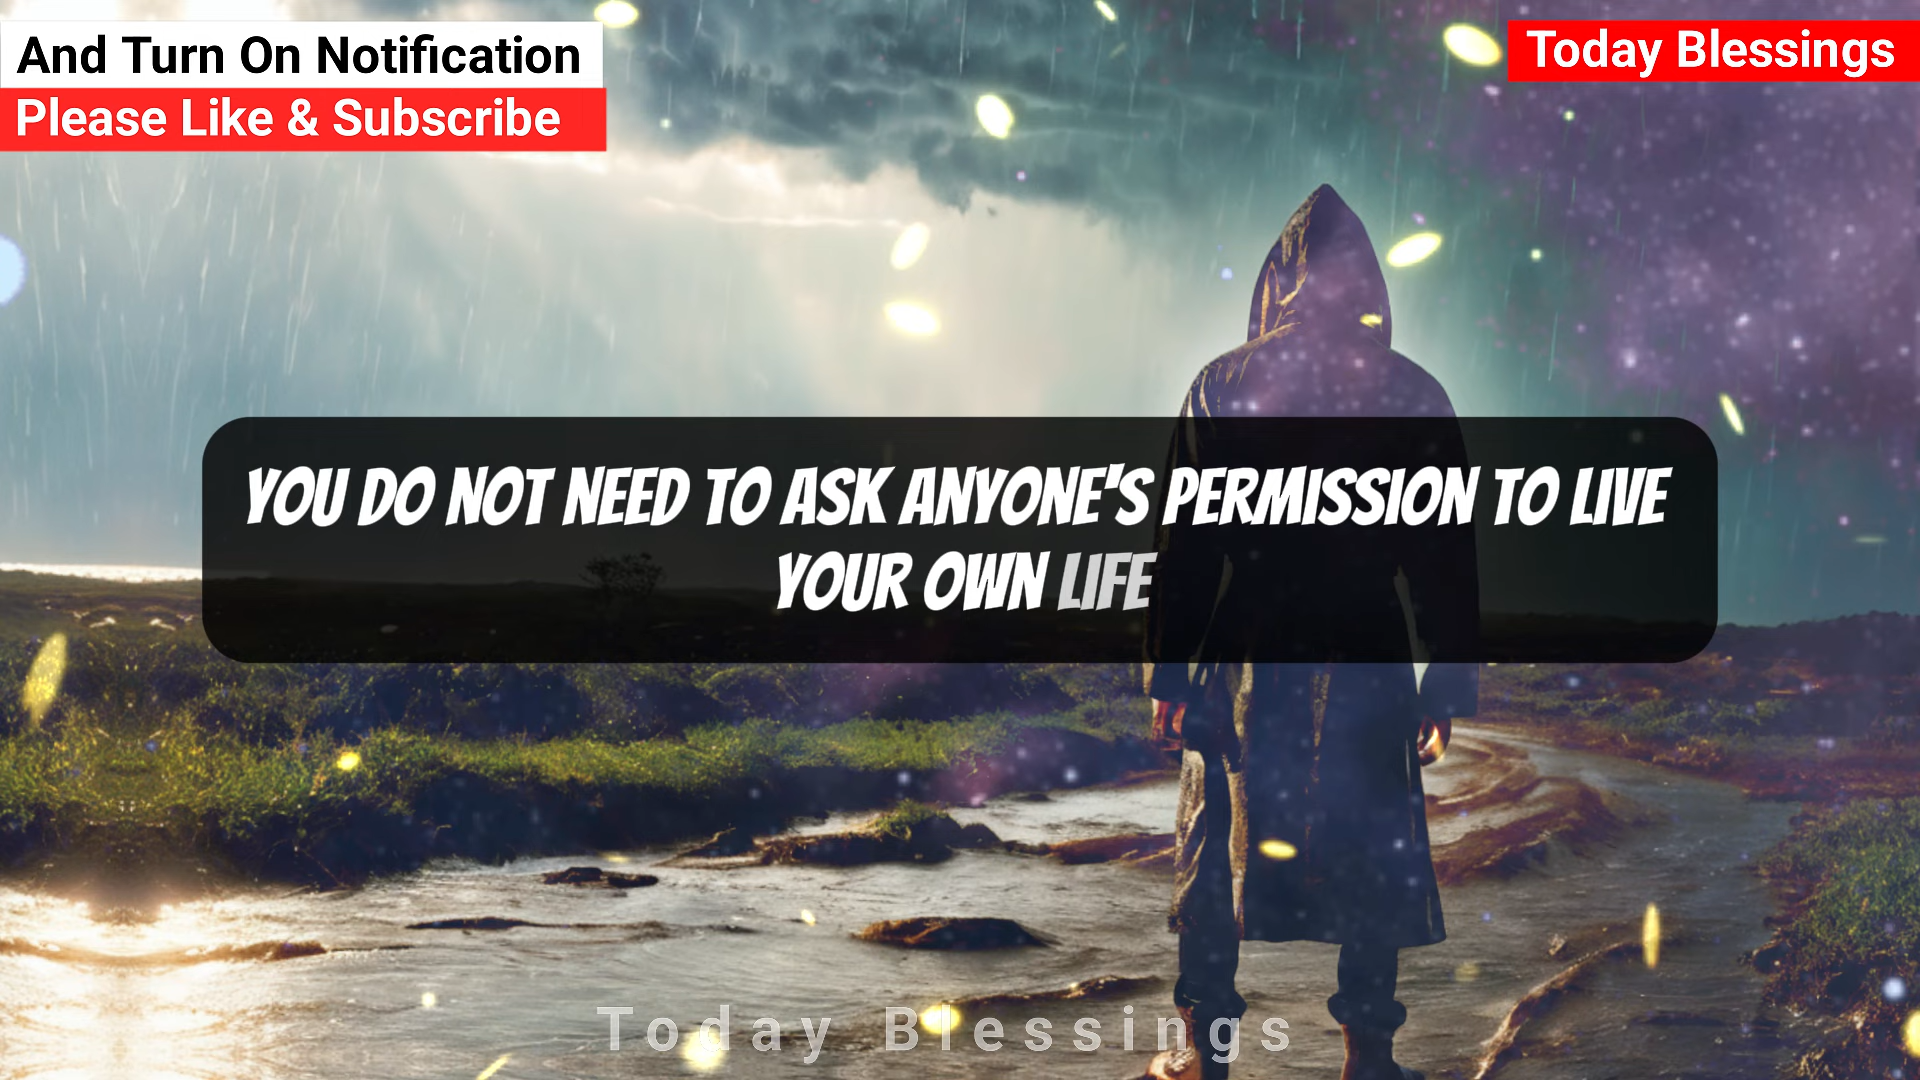 And Turn On Notification
Please Like & Subscribe
Today Blessings
YOU DO NOT NEED TO ASK ANYONE'S PERMISSION TO LIVE
YOUR OWN LIFE
Today Blessings